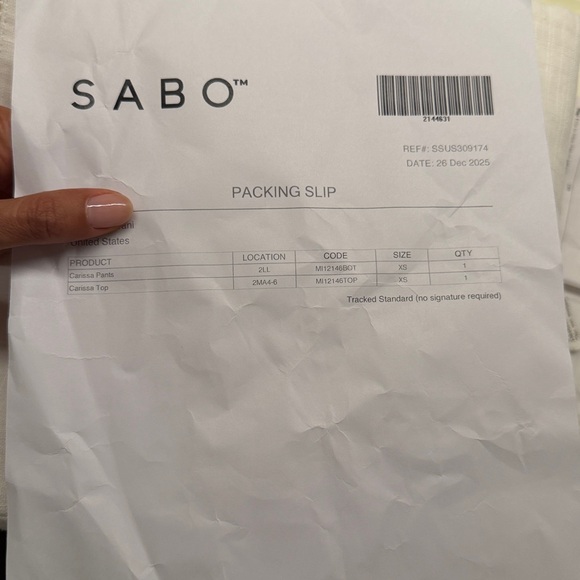 SABO™
2144631
REF#: SSUS309174
DATE: 26 Dec 2025
PACKING SLIP
United States
PRODUCT LOCATION CODE SIZE QTY
Carissa Pants 2LL MI12146BOT XS 1
Carissa Top 2MA4-6 MI12145TOP XS 1
Tracked Standard (no signature required)